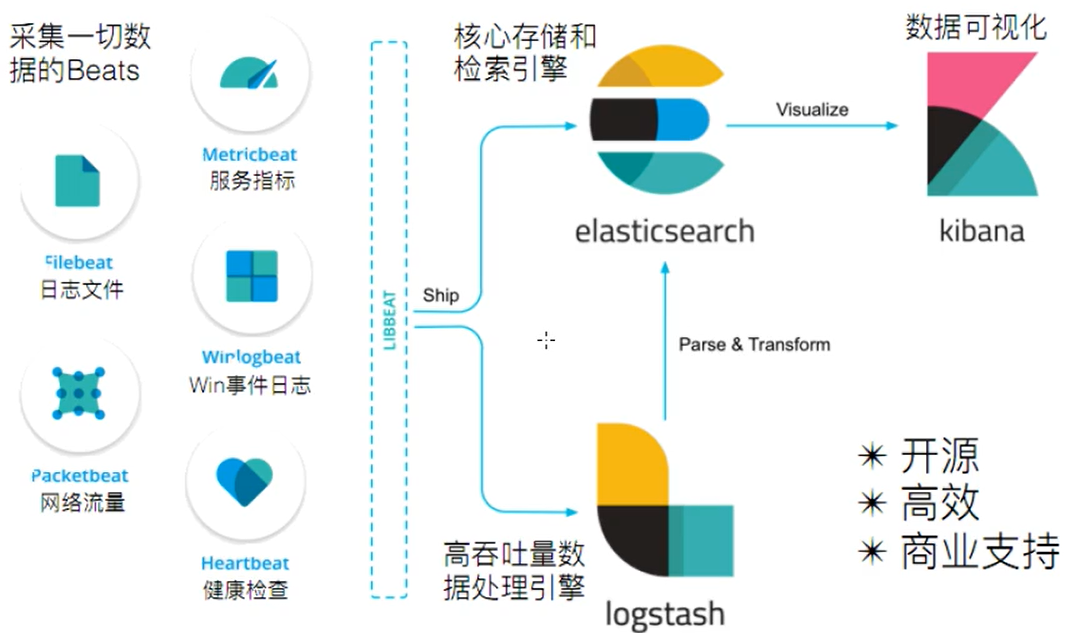 采集一切数
据的Beats
Metricbeat
服务指标
Filebeat
日志文件
Winlogbeat
Win事件日志
Packetbeat
网络流量
Heartbeat
健康检查
LIBBEAT
Ship
核心存储和
检索引擎
elasticsearch
Visualize
数据可视化
kibana
Parse & Transform
高吞吐量数
据处理引擎
logstash
✴ 开源
✴ 高效
✴ 商业支持